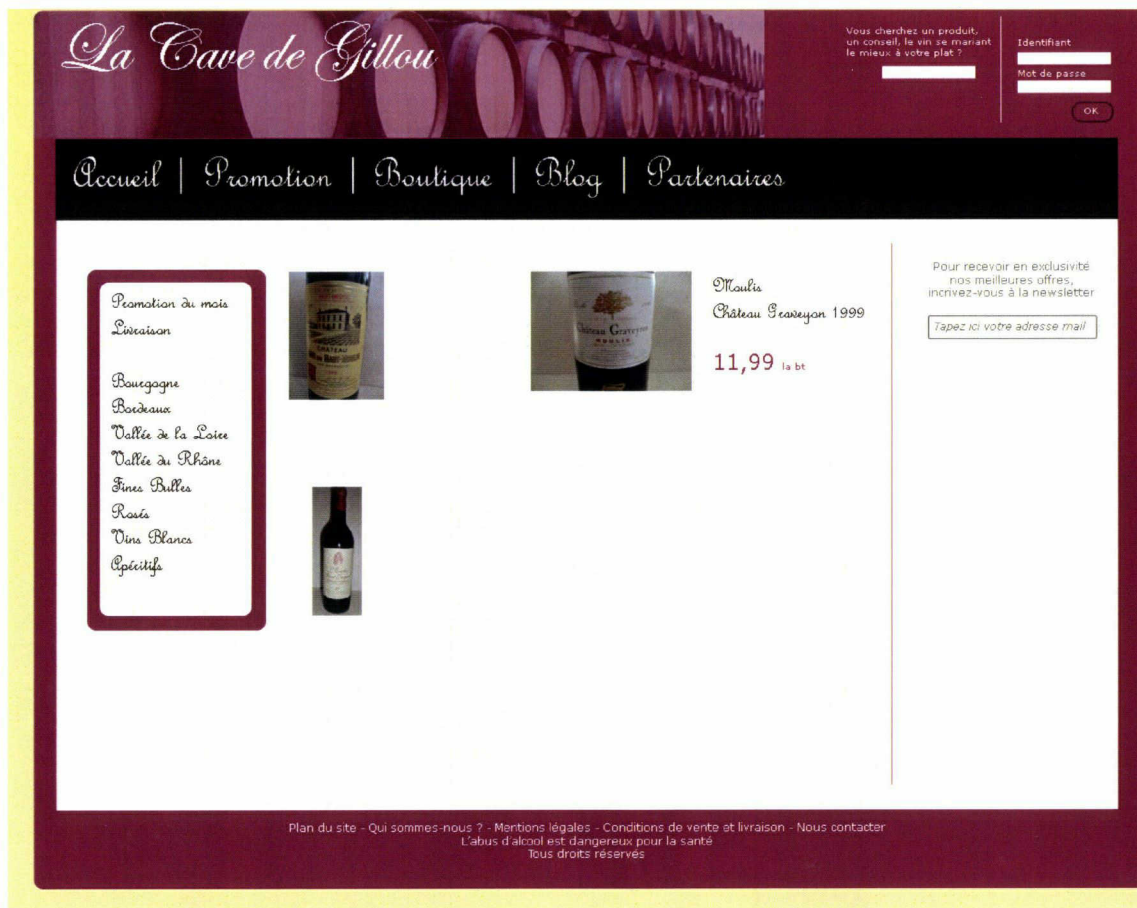 La Cave de Gillou
Vous cherchez un produit,
un conseil, le vin se mariant
le mieux à votre plat ?
Identifiant
Mot de passe
OK
Accueil | Promotion | Boutique | Blog | Partenaires
Promotion du mois
Livraison
Bourgogne
Bordeaux
Vallée de la Loire
Vallée du Rhône
Fines Bulles
Rosés
Vins Blancs
Apéritifs
CHATEAU
Château Graveyon
MOULIS
Moulis
Château Graveyon 1999
11,99 la bt
Pour recevoir en exclusivité
nos meilleures offres,
incrivez-vous à la newsletter
Tapez ici votre adresse mail
Plan du site - Qui sommes-nous ? - Mentions légales - Conditions de vente et livraison - Nous contacter
L'abus d'alcool est dangereux pour la santé
Tous droits réservés